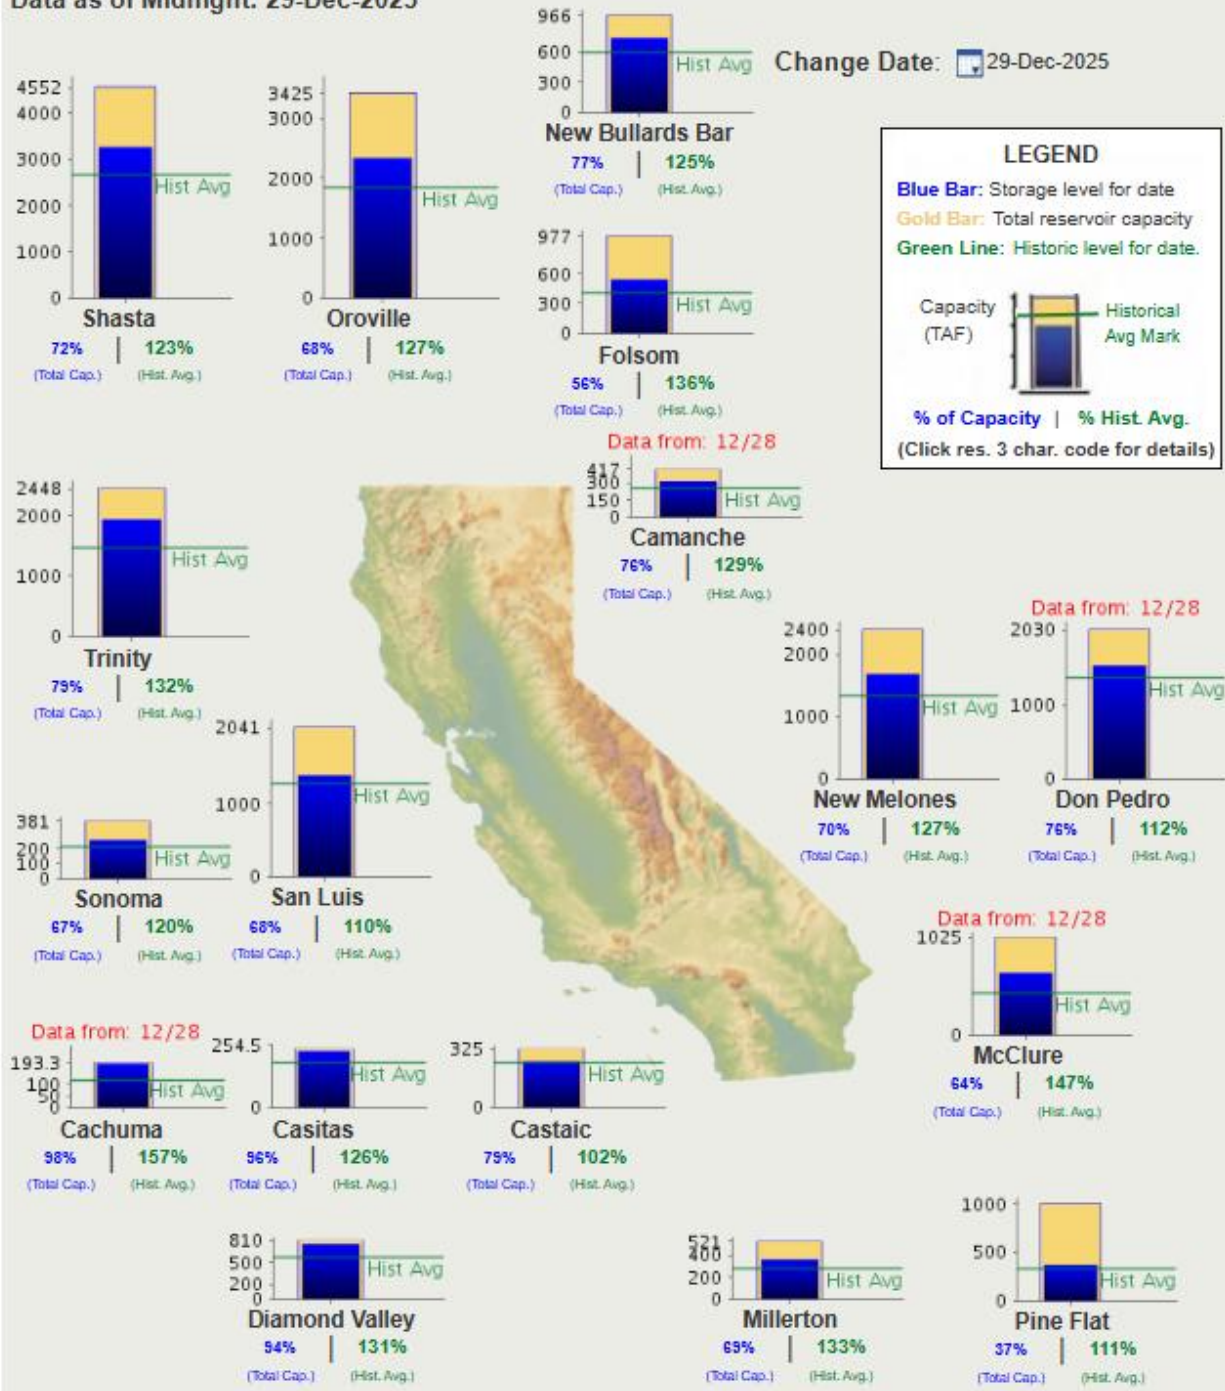 Data as of Midnight: 29-Dec-2025
Change Date: 29-Dec-2025
LEGEND
Blue Bar: Storage level for date
Gold Bar: Total reservoir capacity
Green Line: Historic level for date.
Capacity
(TAF)
Historical
Avg Mark
% of Capacity | % Hist. Avg.
(Click res. 3 char. code for details)
4552
4000
3000
2000
1000
0
Hist Avg
Shasta
72% | 123%
(Total Cap.) (Hist. Avg.)
3425
3000
2000
1000
0
Hist Avg
Oroville
68% | 127%
(Total Cap.) (Hist. Avg.)
966
600
300
0
Hist Avg
New Bullards Bar
77% | 125%
(Total Cap.) (Hist. Avg.)
977
600
300
0
Hist Avg
Folsom
56% | 136%
(Total Cap.) (Hist. Avg.)
Data from: 12/28
417
300
150
0
Hist Avg
Camanche
76% | 129%
(Total Cap.) (Hist. Avg.)
2448
2000
1000
0
Hist Avg
Trinity
79% | 132%
(Total Cap.) (Hist. Avg.)
2400
2000
1000
0
Hist Avg
New Melones
70% | 127%
(Total Cap.) (Hist. Avg.)
Data from: 12/28
2030
1000
0
Hist Avg
Don Pedro
76% | 112%
(Total Cap.) (Hist. Avg.)
381
200
100
0
Hist Avg
Sonoma
67% | 120%
(Total Cap.) (Hist. Avg.)
2041
1000
0
Hist Avg
San Luis
68% | 110%
(Total Cap.) (Hist. Avg.)
Data from: 12/28
1025
0
Hist Avg
McClure
64% | 147%
(Total Cap.) (Hist. Avg.)
Data from: 12/28
193.3
100
50
0
Hist Avg
Cachuma
98% | 157%
(Total Cap.) (Hist. Avg.)
254.5
0
Hist Avg
Casitas
96% | 126%
(Total Cap.) (Hist. Avg.)
325
0
Hist Avg
Castaic
79% | 102%
(Total Cap.) (Hist. Avg.)
810
500
200
0
Hist Avg
Diamond Valley
94% | 131%
(Total Cap.) (Hist. Avg.)
521
400
200
0
Hist Avg
Millerton
69% | 133%
(Total Cap.) (Hist. Avg.)
1000
500
0
Hist Avg
Pine Flat
37% | 111%
(Total Cap.) (Hist. Avg.)